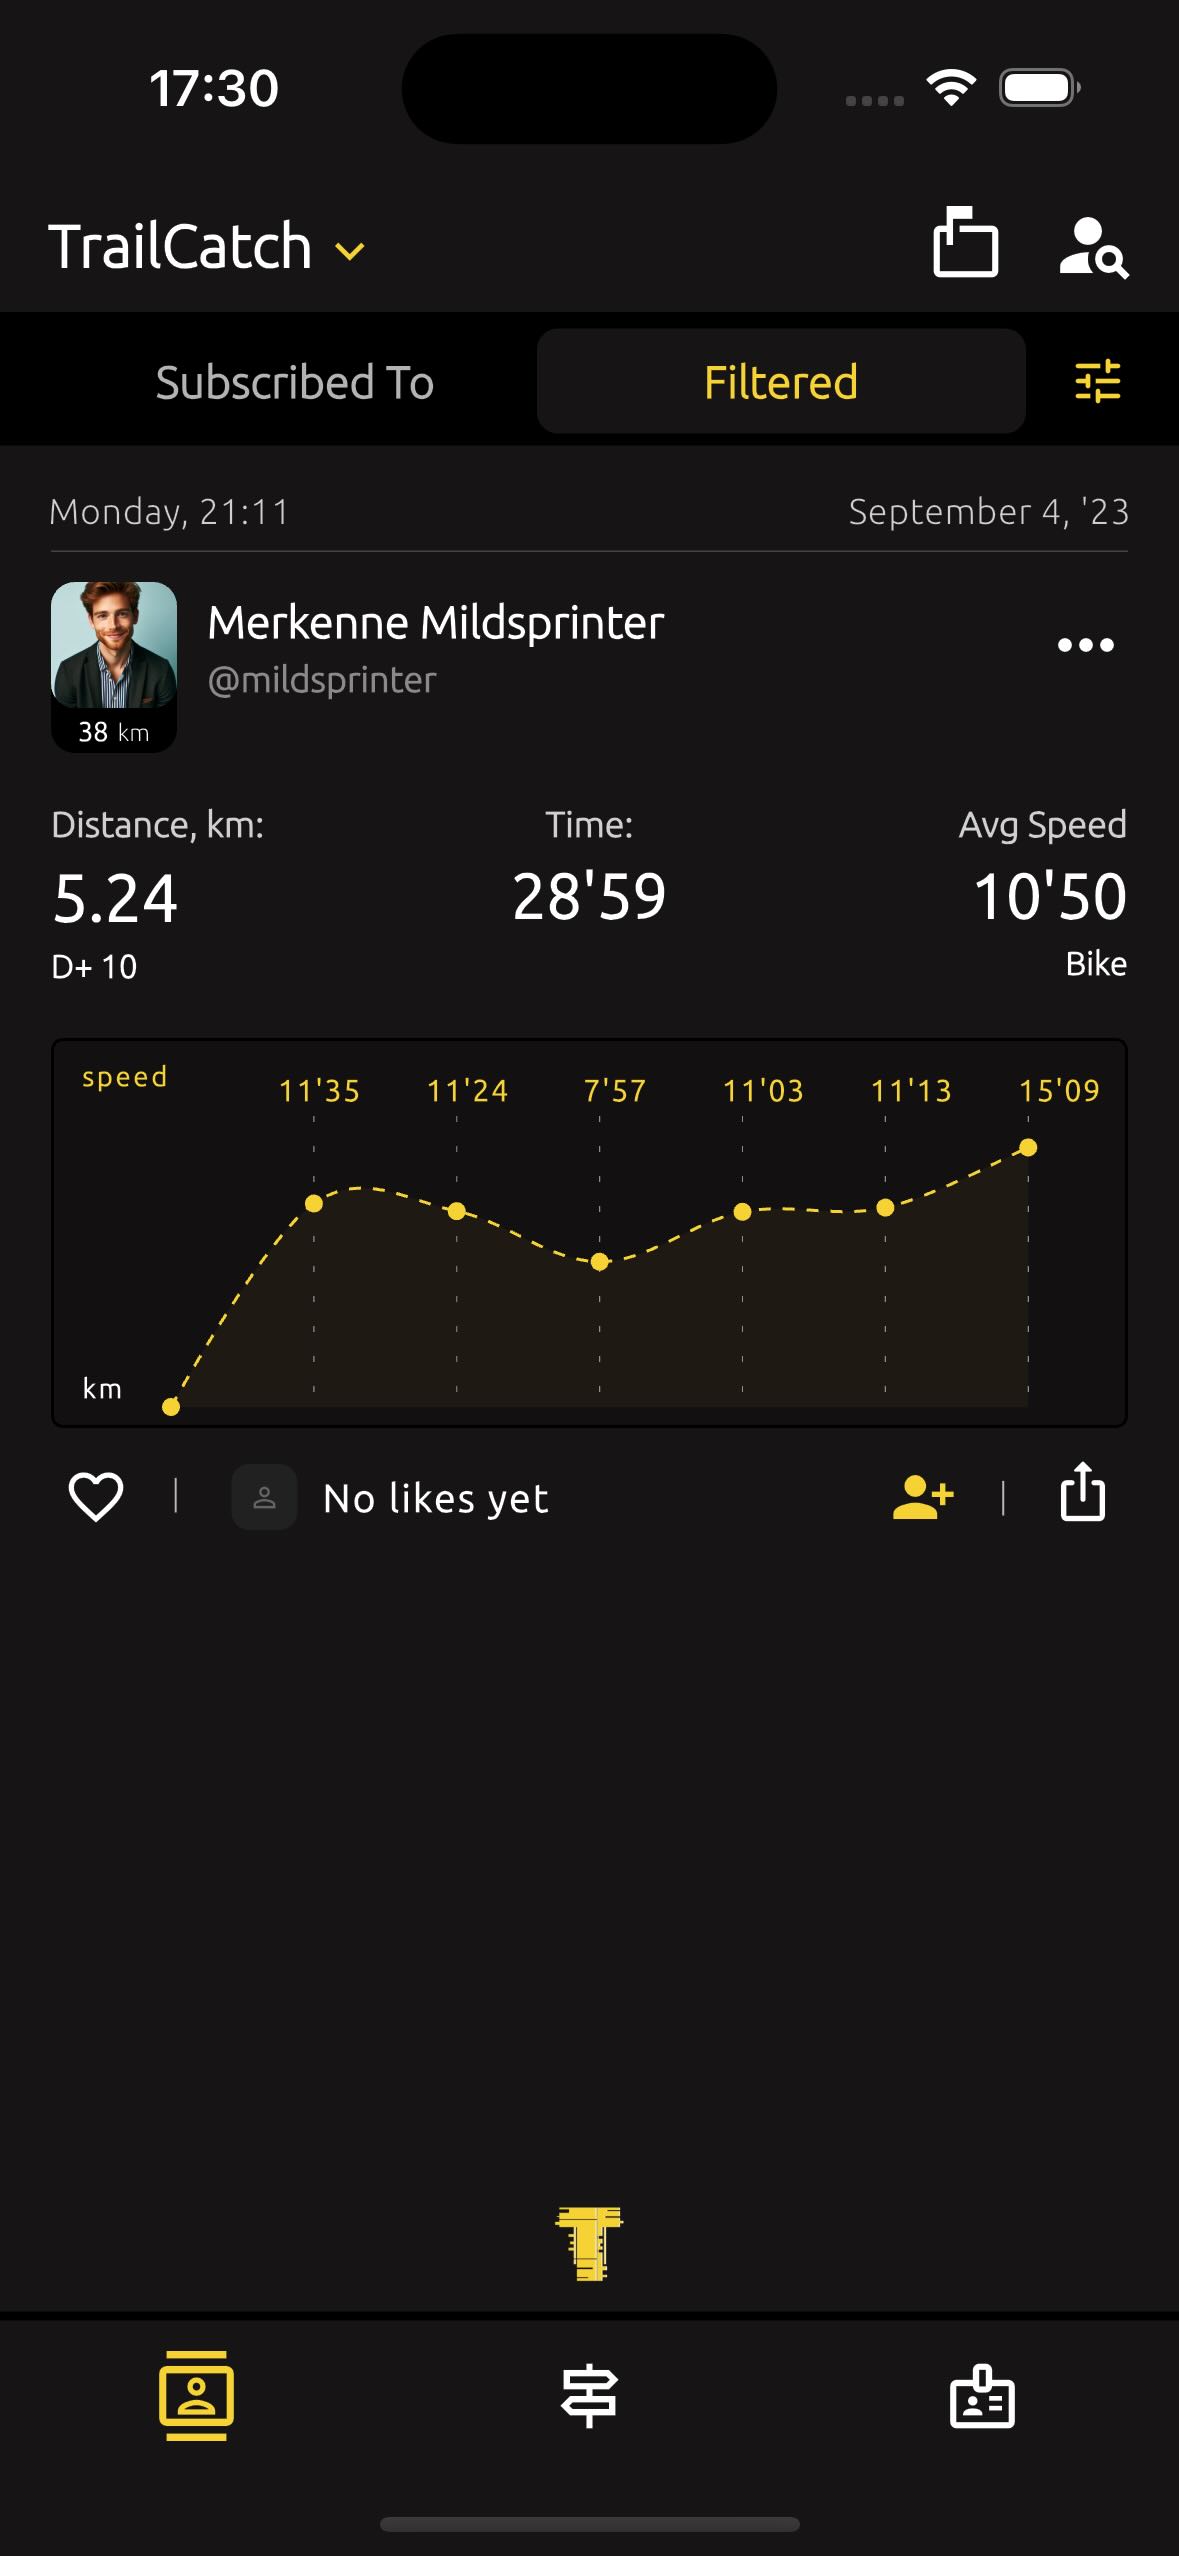 17:30
TrailCatch
Subscribed To
Filtered
Monday, 21:11
September 4, '23
Merkenne Mildsprinter
@mildsprinter
38 km
Distance, km:
Time:
Avg Speed
5.24
28'59
10'50
D+ 10
Bike
speed
11'35
11'24
7'57
11'03
11'13
15'09
km
No likes yet
T